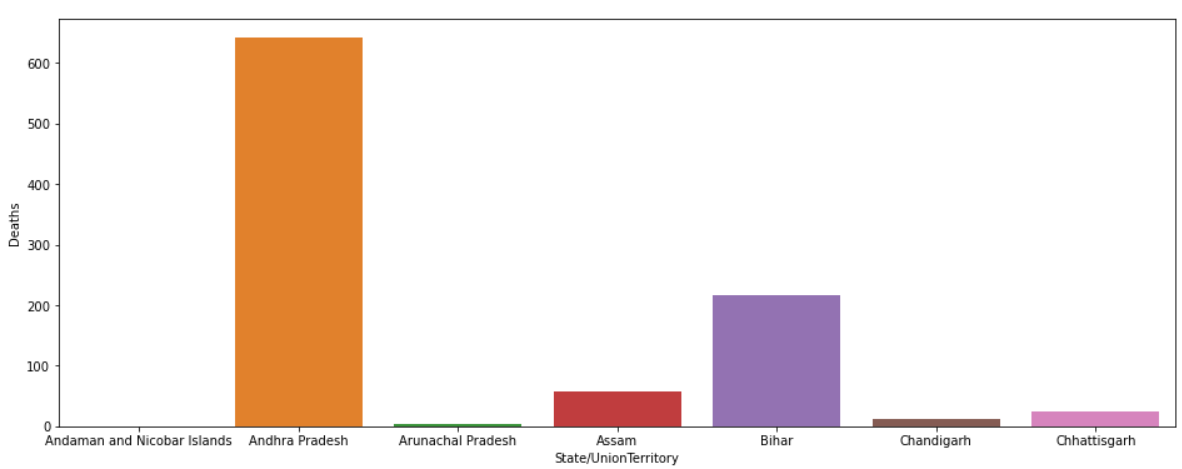 600
500
400
300
200
100
0
Deaths
Andaman and Nicobar Islands Andhra Pradesh Arunachal Pradesh Assam Bihar Chandigarh Chhattisgarh
State/UnionTerritory